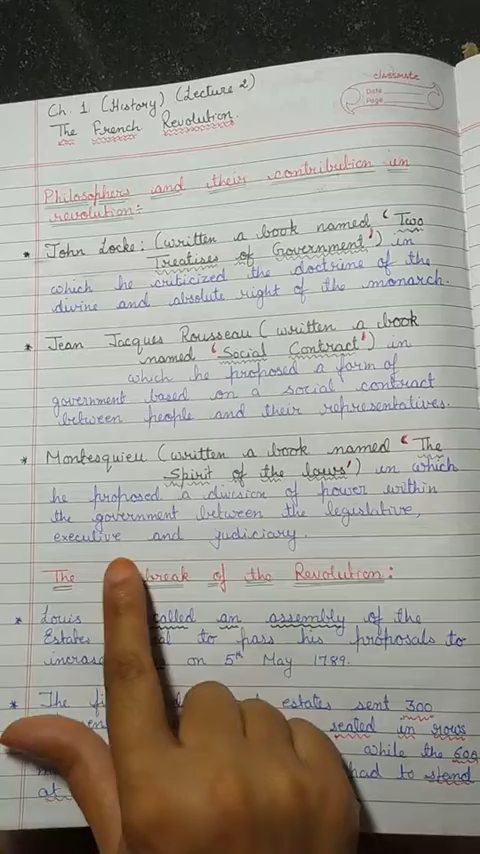 classmate
Date
Page
Ch. 1 (History) (Lecture 2)
The French Revolution.
Philosophers and their contribution in
revolution:-
* John Locke: (written a book named "Two
Treatises of Government") in
which he criticized the doctrine of the
divine and absolute right of the monarch.
* Jean Jacques Rousseau (written a book
named "Social Contract") in
which he proposed a form of
government based on a social contract
between people and their representatives.
* Montesquieu (written a book named "The
Spirit of the laws") in which
he proposed a division of power within
the government between the legislative,
executive and judiciary.
The break of the Revolution:
* Louis called an assembly of the
Estates to pass his proposals to
on 5th May 1789.
* The estates sent 300
seated in rows
while the 600
had to stand
at